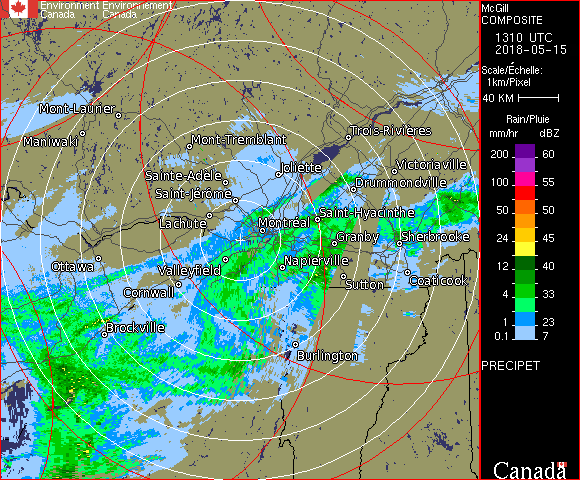 Environment Environnement
Canada Canada
McGill
COMPOSITE
1310 UTC
2018-05-15
Scale/Échelle:
1km/Pixel
40 KM
Rain/Pluie
mm/hr dBZ
200 60
100 55
50 50
24 45
12 40
4 33
1 23
0.1 7
PRECIPET
Mont-Laurier
Maniwaki
Mont-Tremblant
Trois-Rivières
Joliette
Victoriaville
Sainte-Adèle
Drummondville
Saint-Jérôme
Lachute
Saint-Hyacinthe
Montréal
Granby
Sherbrooke
Ottawa
Valleyfield
Napierville
Cornwall
Sutton
Coaticook
Brockville
Burlington
Canada